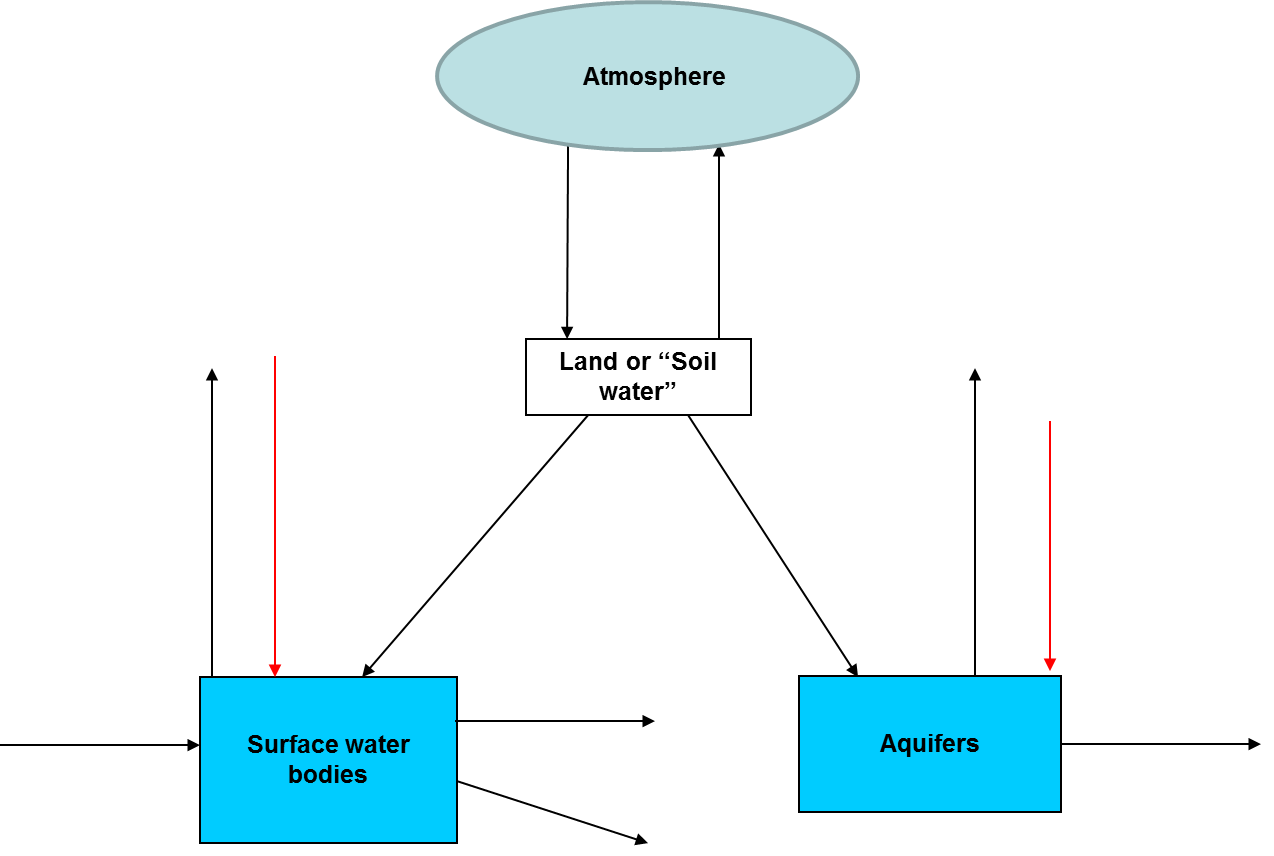 Atmosphere
Land or “Soil
water”
Surface water
bodies
Aquifers